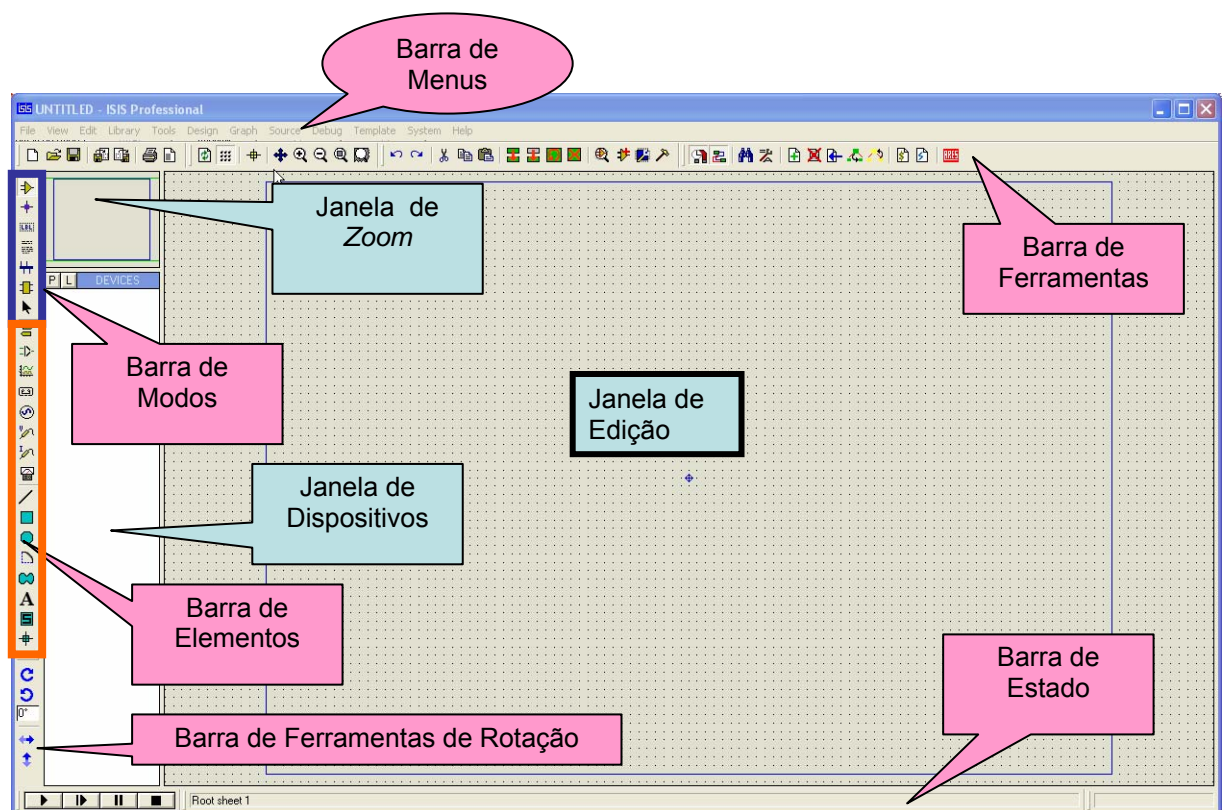 Barra de
Menus
UNTITLED - ISIS Professional
File View Edit Library Tools Design Graph Source Debug Template System Help
ARES
LBL
Janela de
Zoom
Barra de
Ferramentas
P L DEVICES
Barra de
Modos
Janela de
Edição
Janela de
Dispositivos
A
Barra de
Elementos
Barra de
Estado
0°
Barra de Ferramentas de Rotação
Root sheet 1